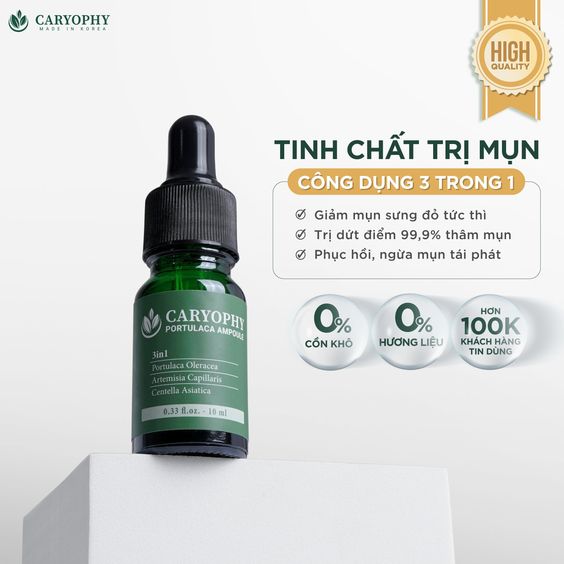 CARYOPHY
MADE IN KOREA
HIGH
QUALITY
TINH CHẤT TRỊ MỤN
CÔNG DỤNG 3 TRONG 1
Giảm mụn sưng đỏ tức thì
Trị dứt điểm 99,9% thâm mụn
Phục hồi, ngừa mụn tái phát
0%
CỒN KHÔ
0%
HƯƠNG LIỆU
HƠN
100K
KHÁCH HÀNG
TIN DÙNG
CARYOPHY
PORTULACA AMPOULE
3in1
Portulaca Oleracea
Artemisia Capillaris
Centella Asiatica
0.33 fl.oz. - 10 ml